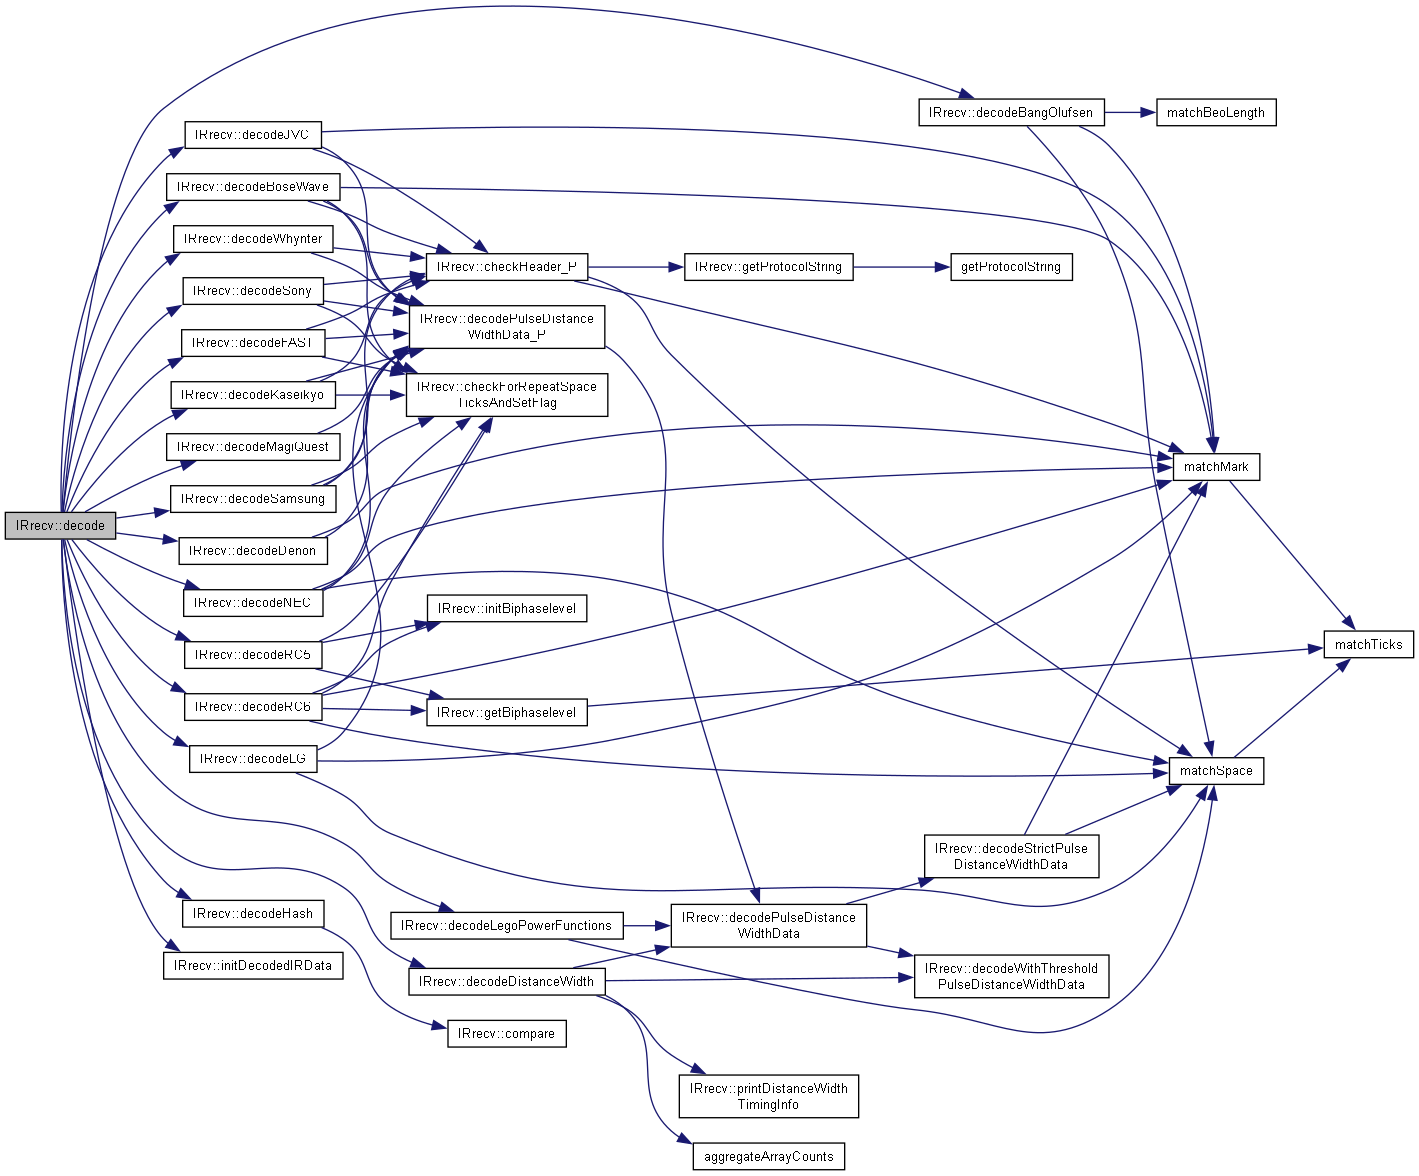 IRrecv::decodeBangOlufsen
matchBeoLength
IRrecv::decodeJVC
IRrecv::decodeBoseWave
IRrecv::decodeWhynter
IRrecv::checkHeader_P
IRrecv::getProtocolString
getProtocolString
IRrecv::decodeSony
IRrecv::decodePulseDistance
WidthData_P
IRrecv::decodeFAST
IRrecv::checkForRepeatSpace
TicksAndSetFlag
IRrecv::decodeKaseikyo
IRrecv::decodeMagiQuest
matchMark
IRrecv::decodeSamsung
IRrecv::decode
IRrecv::decodeDenon
IRrecv::decodeNEC
IRrecv::initBiphaselevel
matchTicks
IRrecv::decodeRC5
IRrecv::decodeRC6
IRrecv::getBiphaselevel
IRrecv::decodeLG
matchSpace
IRrecv::decodeStrictPulse
DistanceWidthData
IRrecv::decodeHash
IRrecv::decodeLegoPowerFunctions
IRrecv::decodePulseDistance
WidthData
IRrecv::initDecodedIRData
IRrecv::decodeDistanceWidth
IRrecv::decodeWithThreshold
PulseDistanceWidthData
IRrecv::compare
IRrecv::printDistanceWidth
TimingInfo
aggregateArrayCounts